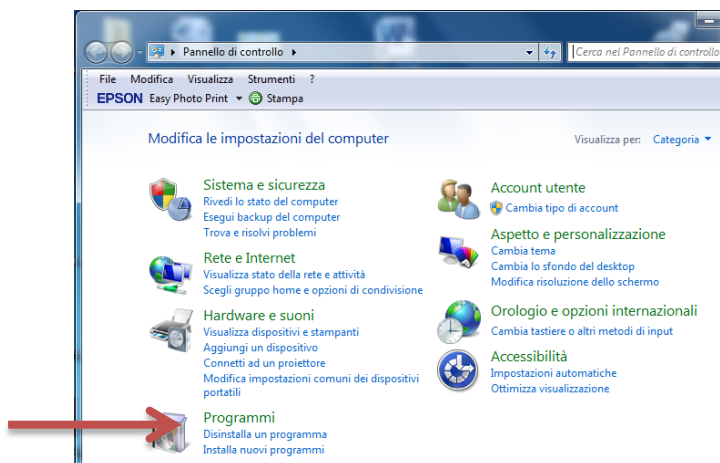 Pannello di controllo
Cerca nel Pannello di controllo
File Modifica Visualizza Strumenti ?
EPSON Easy Photo Print Stampa
Modifica le impostazioni del computer
Visualizza per: Categoria
Sistema e sicurezza
Rivedi lo stato del computer
Esegui backup del computer
Trova e risolvi problemi
Rete e Internet
Visualizza stato della rete e attività
Scegli gruppo home e opzioni di condivisione
Hardware e suoni
Visualizza dispositivi e stampanti
Aggiungi un dispositivo
Connetti ad un proiettore
Modifica impostazioni comuni dei dispositivi
portatili
Programmi
Disinstalla un programma
Installa nuovi programmi
Account utente
Cambia tipo di account
Aspetto e personalizzazione
Cambia tema
Cambia lo sfondo del desktop
Modifica risoluzione dello schermo
Orologio e opzioni internazionali
Cambia tastiere o altri metodi di input
Accessibilità
Impostazioni automatiche
Ottimizza visualizzazione